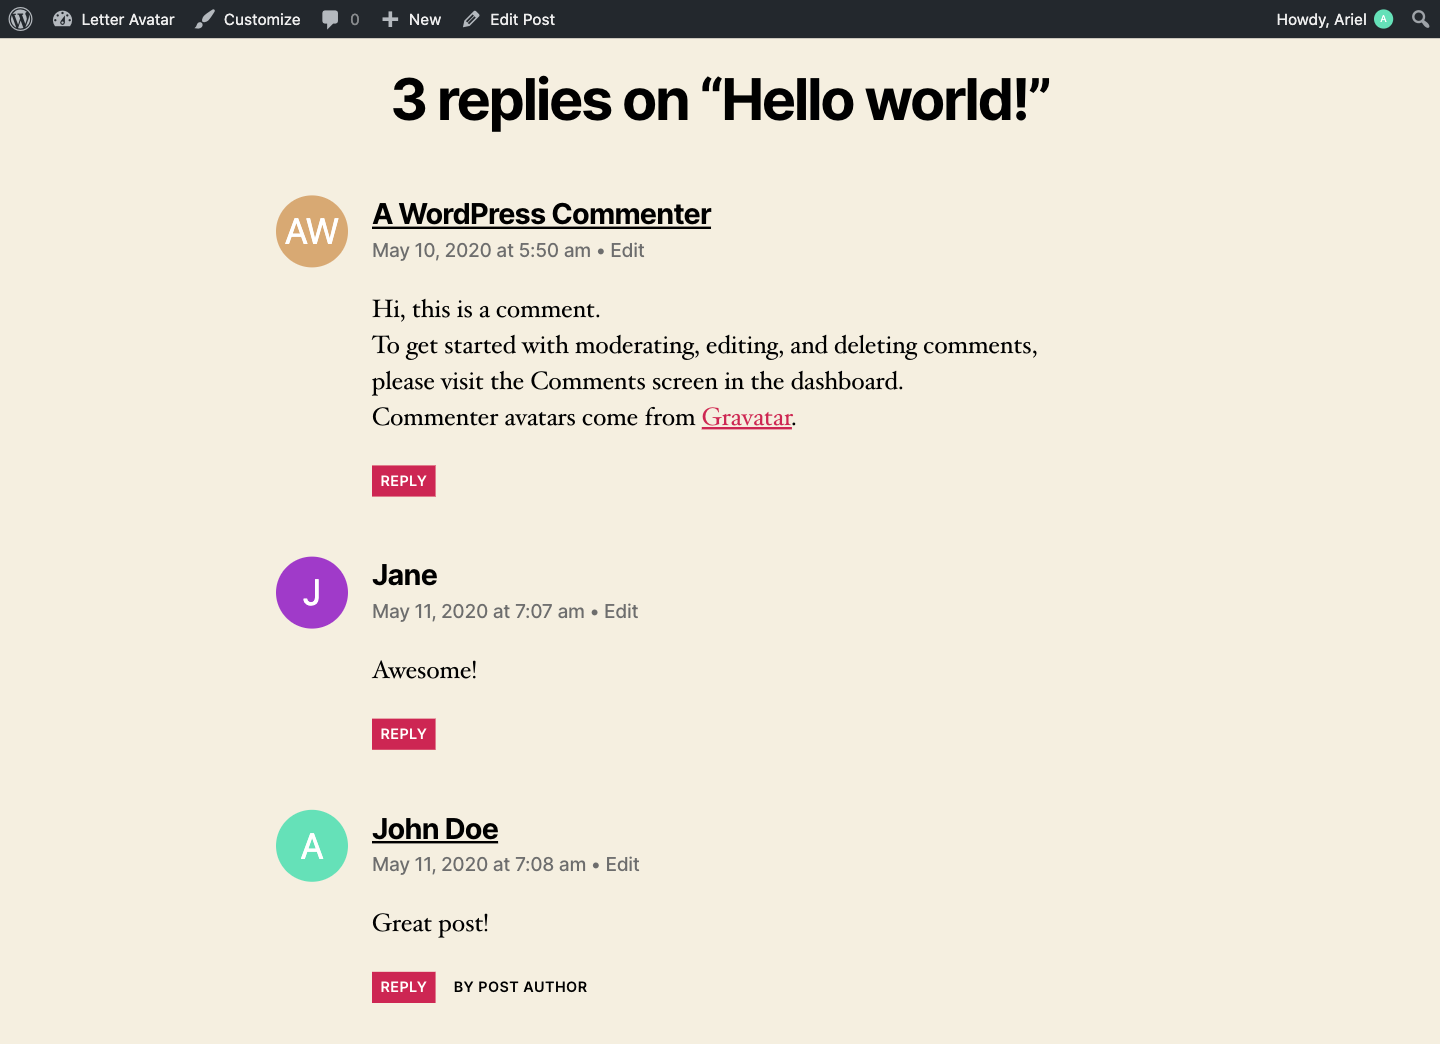 Letter Avatar Customize 0 New Edit Post Howdy, Ariel A
3 replies on “Hello world!”
AW
A WordPress Commenter
May 10, 2020 at 5:50 am • Edit
Hi, this is a comment.
To get started with moderating, editing, and deleting comments,
please visit the Comments screen in the dashboard.
Commenter avatars come from Gravatar.
REPLY
J
Jane
May 11, 2020 at 7:07 am • Edit
Awesome!
REPLY
A
John Doe
May 11, 2020 at 7:08 am • Edit
Great post!
REPLY BY POST AUTHOR